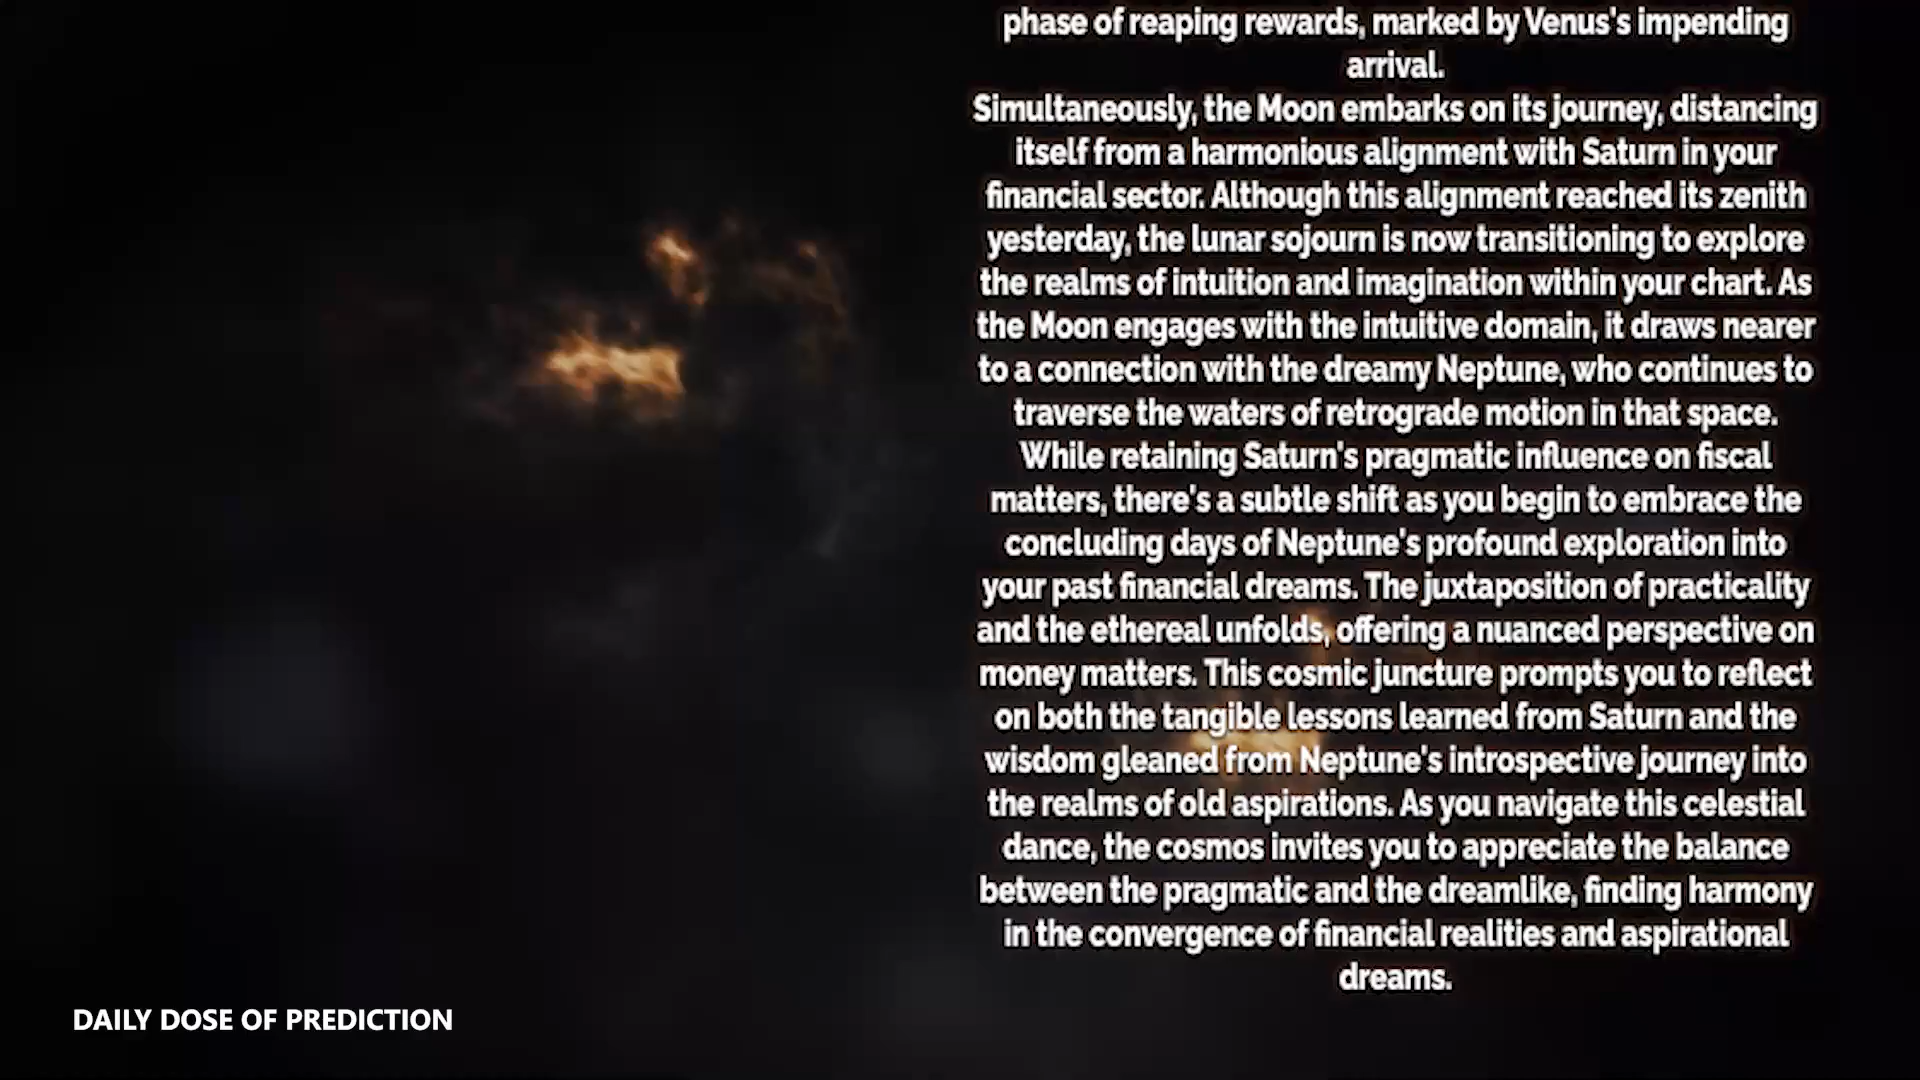 phase of reaping rewards, marked by Venus's impending
arrival.
Simultaneously, the Moon embarks on its journey, distancing
itself from a harmonious alignment with Saturn in your
financial sector. Although this alignment reached its zenith
yesterday, the lunar sojourn is now transitioning to explore
the realms of intuition and imagination within your chart. As
the Moon engages with the intuitive domain, it draws nearer
to a connection with the dreamy Neptune, who continues to
traverse the waters of retrograde motion in that space.
While retaining Saturn's pragmatic influence on fiscal
matters, there's a subtle shift as you begin to embrace the
concluding days of Neptune's profound exploration into
your past financial dreams. The juxtaposition of practicality
and the ethereal unfolds, offering a nuanced perspective on
money matters. This cosmic juncture prompts you to reflect
on both the tangible lessons learned from Saturn and the
wisdom gleaned from Neptune's introspective journey into
the realms of old aspirations. As you navigate this celestial
dance, the cosmos invites you to appreciate the balance
between the pragmatic and the dreamlike, finding harmony
in the convergence of financial realities and aspirational
dreams.
DAILY DOSE OF PREDICTION